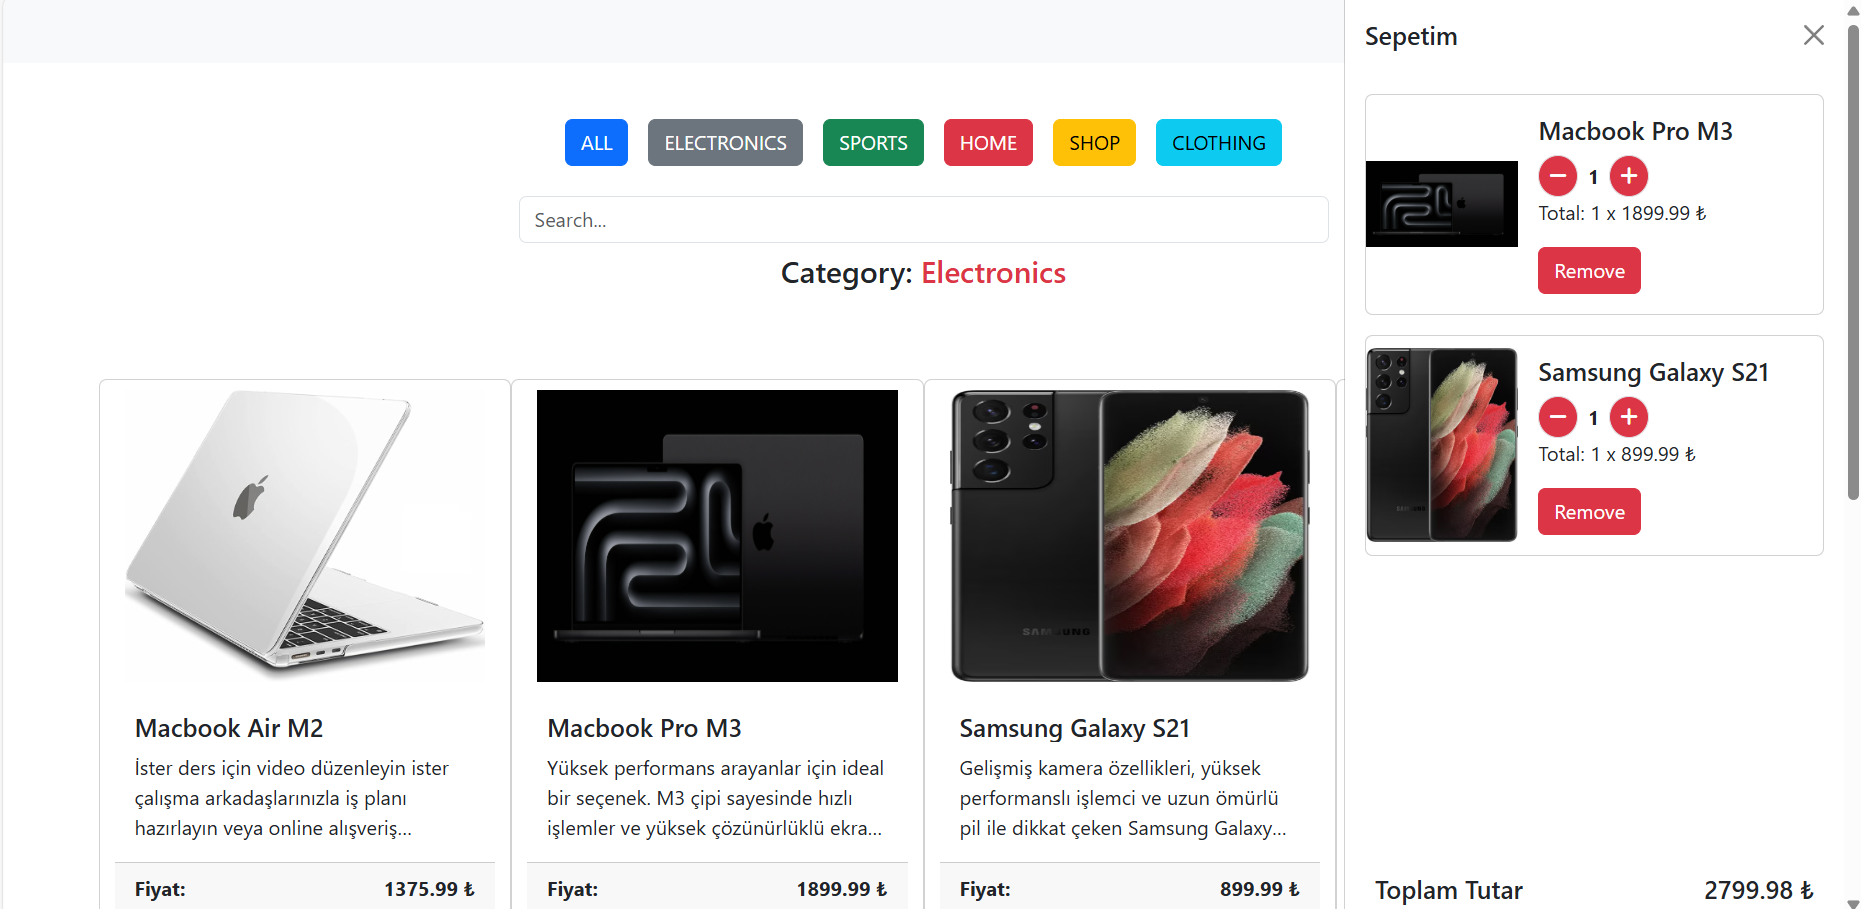 ALL
ELECTRONICS
SPORTS
HOME
SHOP
CLOTHING
Search...
Category: Electronics
SAMSUNG
Macbook Air M2
İster ders için video düzenleyin ister
çalışma arkadaşlarınızla iş planı
hazırlayın veya online alışveriş...
Fiyat: 1375.99 ₺
Macbook Pro M3
Yüksek performans arayanlar için ideal
bir seçenek. M3 çipi sayesinde hızlı
işlemler ve yüksek çözünürlüklü ekra...
Fiyat: 1899.99 ₺
Samsung Galaxy S21
Gelişmiş kamera özellikleri, yüksek
performanslı işlemci ve uzun ömürlü
pil ile dikkat çeken Samsung Galaxy...
Fiyat: 899.99 ₺
Sepetim
Macbook Pro M3
1
Total: 1 x 1899.99 ₺
Remove
Samsung Galaxy S21
1
Total: 1 x 899.99 ₺
Remove
Toplam Tutar 2799.98 ₺